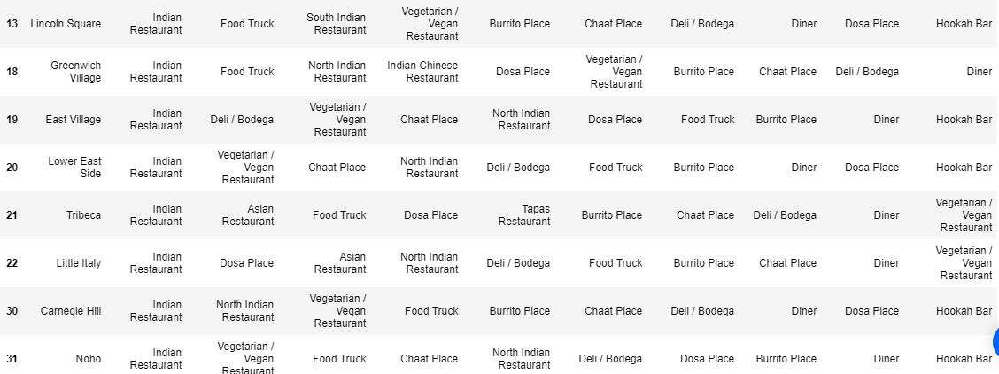 13 Lincoln Square Indian Restaurant Food Truck South Indian Restaurant Vegetarian / Vegan Restaurant Burrito Place Chaat Place Deli / Bodega Diner Dosa Place Hookah Bar
18 Greenwich Village Indian Restaurant Food Truck North Indian Restaurant Indian Chinese Restaurant Dosa Place Vegetarian / Vegan Restaurant Burrito Place Chaat Place Deli / Bodega Diner
19 East Village Indian Restaurant Deli / Bodega Vegetarian / Vegan Restaurant Chaat Place North Indian Restaurant Dosa Place Food Truck Burrito Place Diner Hookah Bar
20 Lower East Side Indian Restaurant Vegetarian / Vegan Restaurant Chaat Place North Indian Restaurant Deli / Bodega Food Truck Burrito Place Diner Dosa Place Hookah Bar
21 Tribeca Indian Restaurant Asian Restaurant Food Truck Dosa Place Tapas Restaurant Burrito Place Chaat Place Deli / Bodega Diner Vegetarian / Vegan Restaurant
22 Little Italy Indian Restaurant Dosa Place Asian Restaurant North Indian Restaurant Deli / Bodega Food Truck Burrito Place Chaat Place Diner Vegetarian / Vegan Restaurant
30 Carnegie Hill Indian Restaurant North Indian Restaurant Vegetarian / Vegan Restaurant Food Truck Burrito Place Chaat Place Deli / Bodega Diner Dosa Place Hookah Bar
31 Noho Indian Restaurant Vegetarian / Vegan Restaurant Food Truck Chaat Place North Indian Restaurant Deli / Bodega Dosa Place Burrito Place Diner Hookah Bar